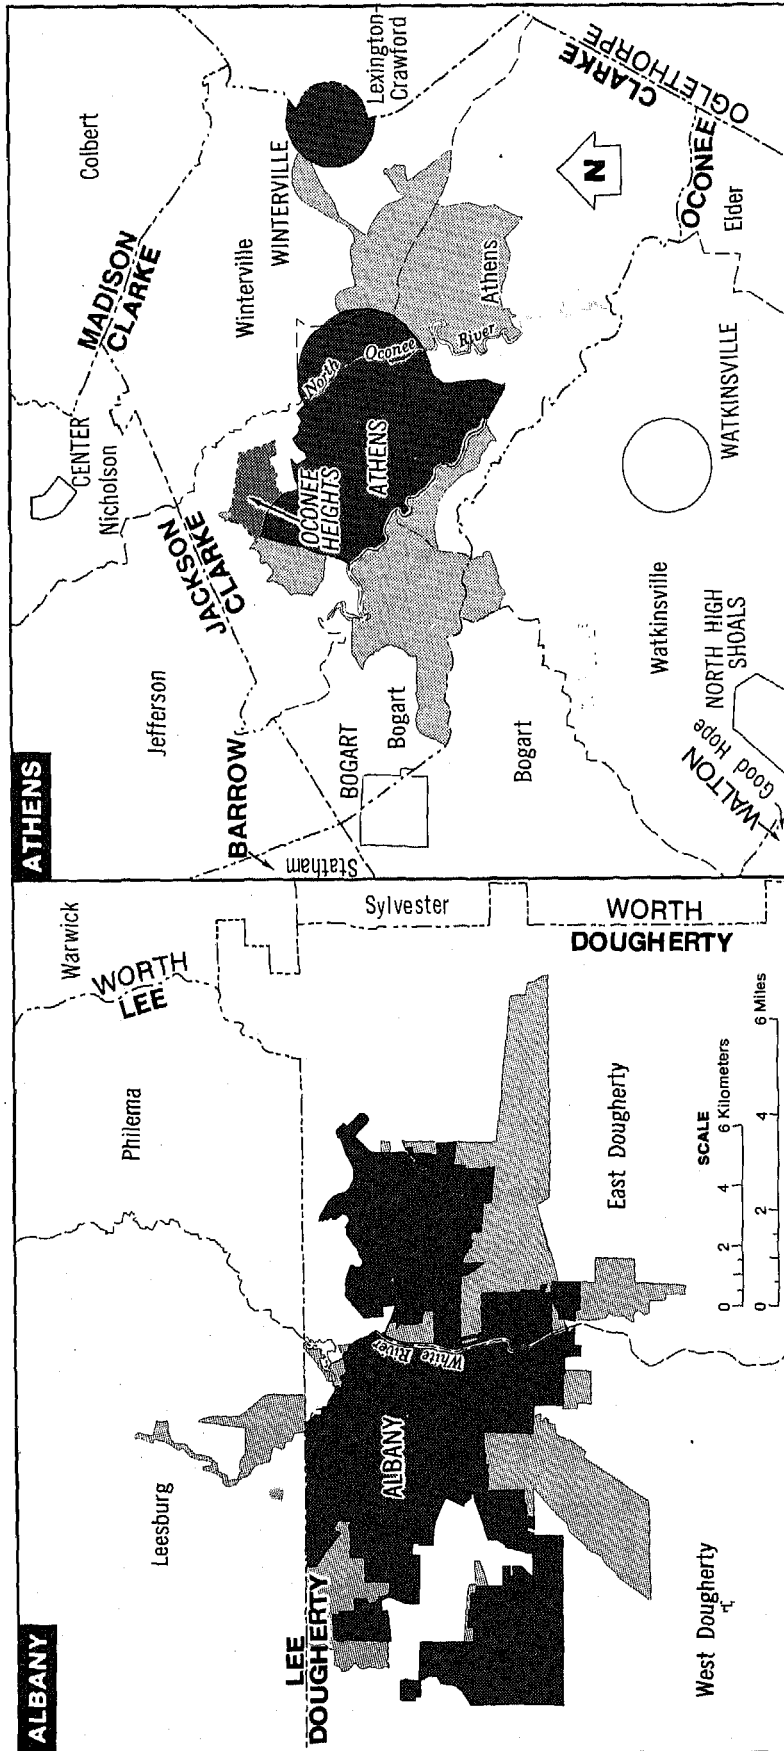 ALBANY
Warwick
WORTH
LEE
Philema
Leesburg
Sylvester
LEE
DOUGHERTY
ALBANY
White River
WORTH
DOUGHERTY
East Dougherty
West Dougherty
SCALE
0 2 4 6 Kilometers
0 2 4 6 Miles
ATHENS
Colbert
MADISON
CLARKE
CENTER
Nicholson
JACKSON
CLARKE
Jefferson
BARROW
Statham
Winterville
WINTERVILLE
Lexington-
Crawford
OCONEE
HEIGHTS
ATHENS
North Oconee River
Athens
BOGART
Bogart
Bogart
N
CLARKE
OGLETHORPE
OCONEE
Elder
WATKINSVILLE
Watkinsville
NORTH HIGH
SHOALS
Good Hope
WALTON